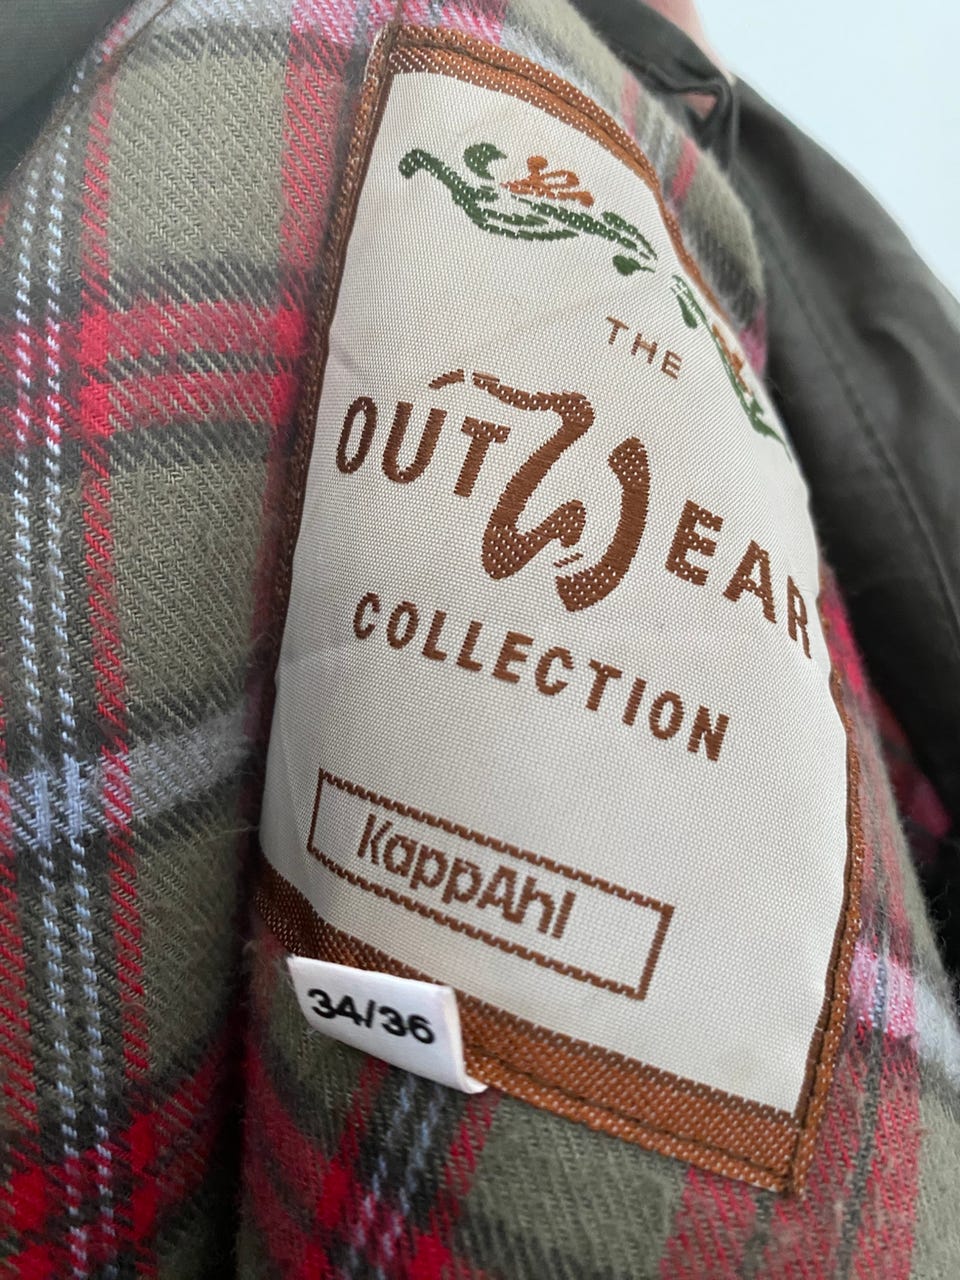 THE
OUTWEAR
COLLECTION
KappAhl
34/36